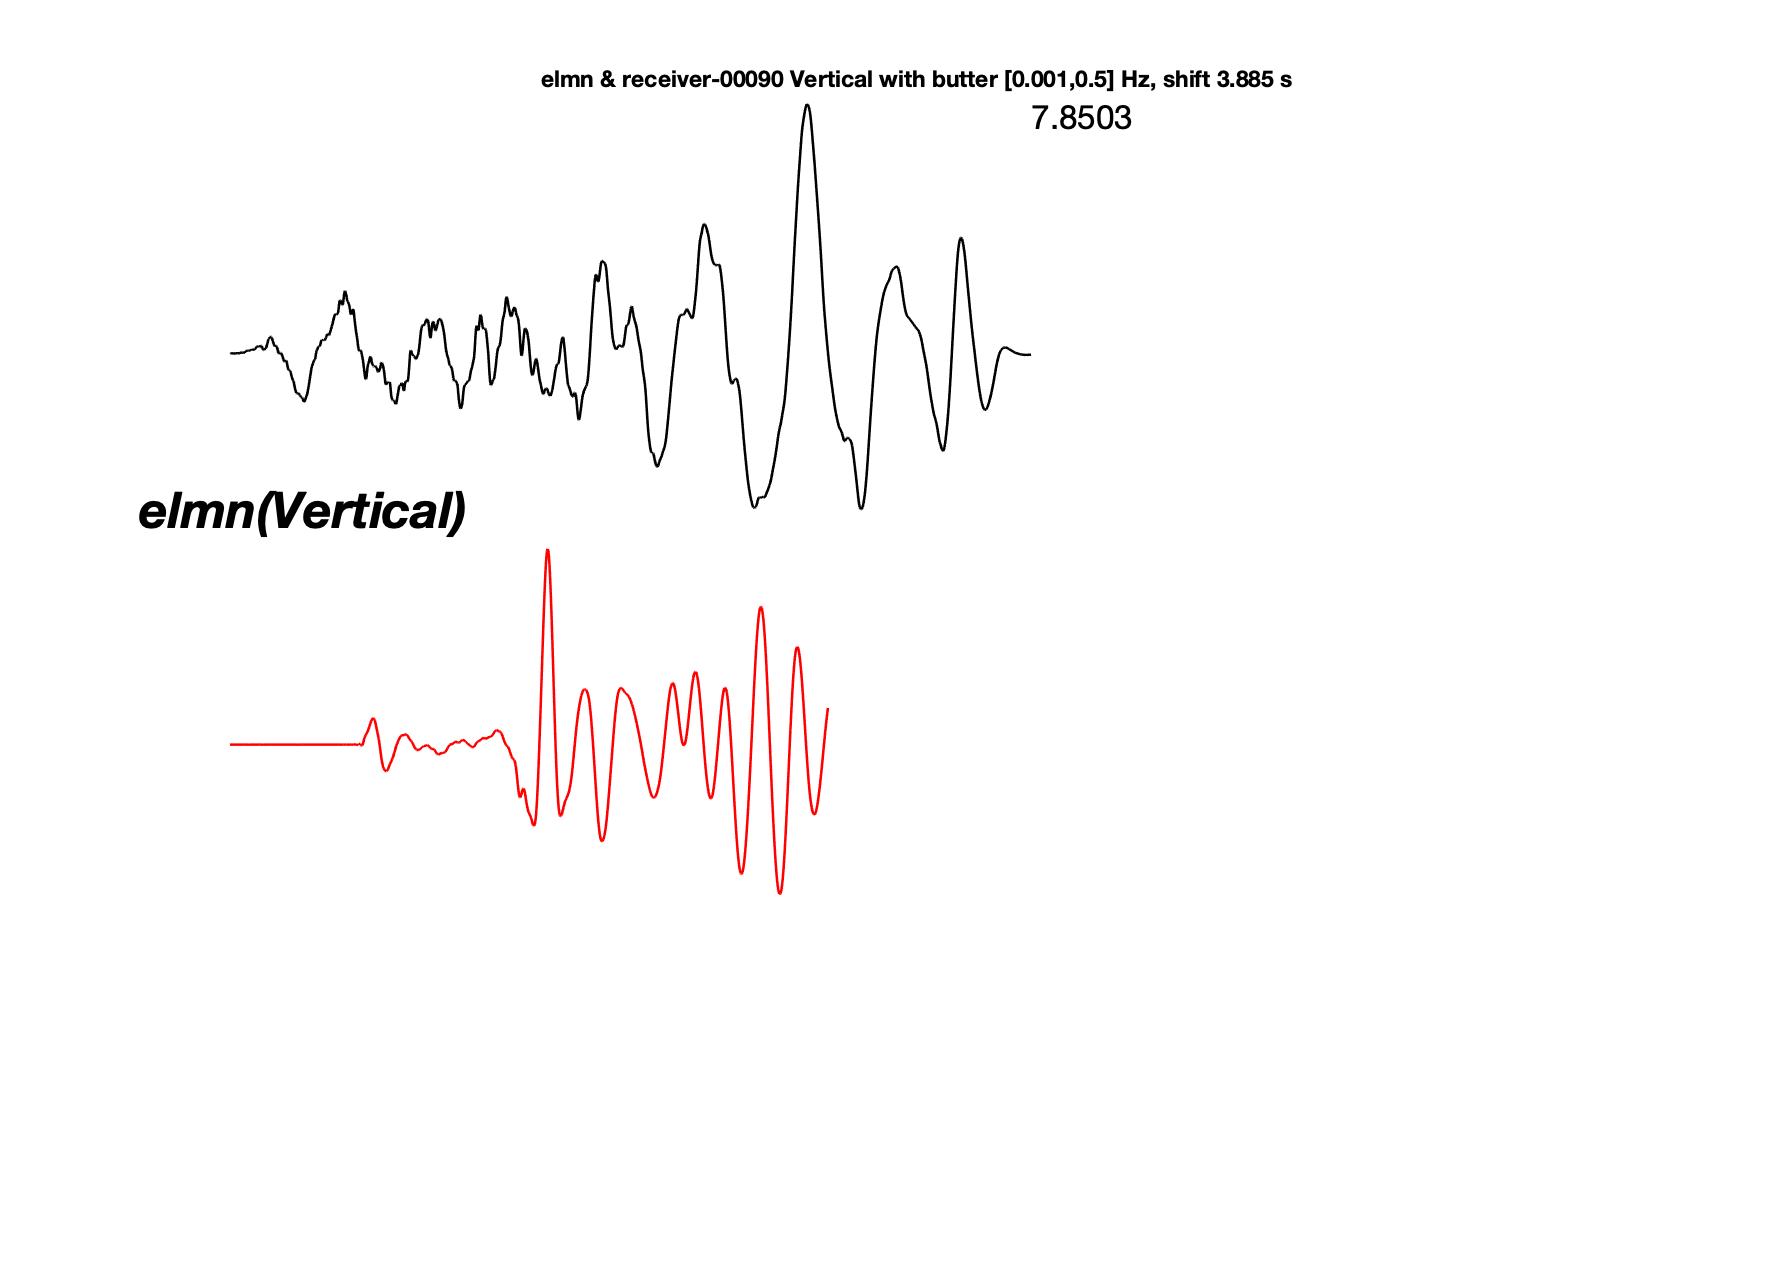 elmn & receiver-00090 Vertical with butter [0.001,0.5] Hz, shift 3.885 s
7.8503
elmn(Vertical)